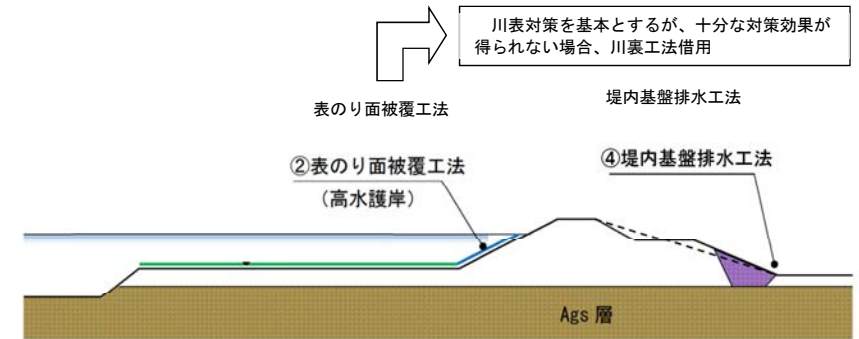 川表対策を基本とするが、十分な対策効果が
得られない場合、川裏工法借用
表のり面被覆工法
堤内基盤排水工法
②表のり面被覆工法
（高水護岸）
④堤内基盤排水工法
Ags 層